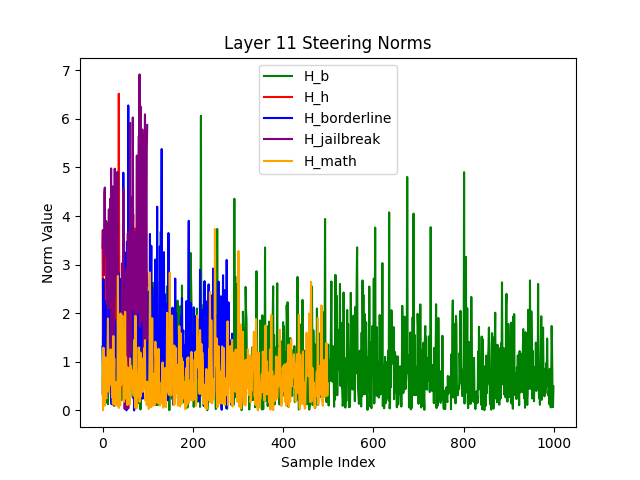 Layer 11 Steering Norms
Norm Value
7
6
5
4
3
2
1
0
H_b
H_h
H_borderline
H_jailbreak
H_math
0 200 400 600 800 1000
Sample Index